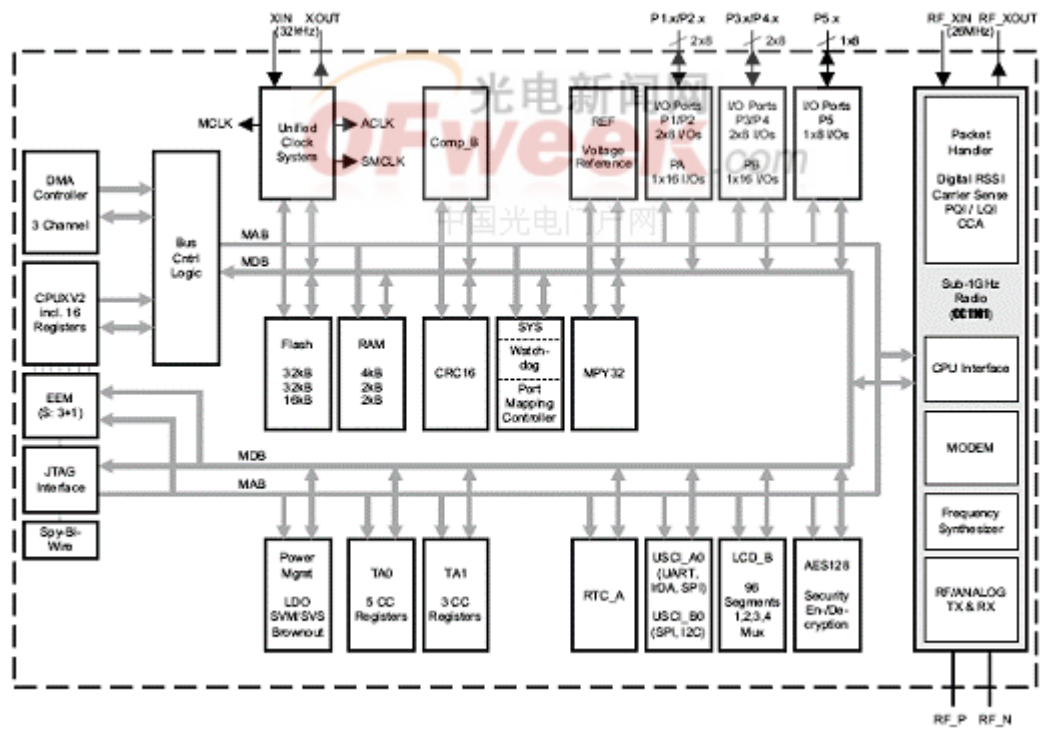 XIN XOUT
(32kHz)
P1.x/P2.x
2x8
P3.x/P4.x
2x8
P5.x
1x8
RF_XIN RF_XOUT
(26MHz)
MCLK
Unified
Clock
System
ACLK
SMCLK
Comp_B
REF
Voltage
Reference
I/O Ports
P1/P2
2x8 I/Os
PA
1x16 I/Os
I/O Ports
P3/P4
2x8 I/Os
PB
1x16 I/Os
I/O Ports
P5
1x8 I/Os
光电新闻网
OFweek.com
中国光电门户网
DMA
Controller
3 Channel
Bus
Cntrl
Logic
MAB
MDB
CPUXV2
incl. 16
Registers
EEM
(S: 3+1)
JTAG
Interface
Spy-Bi-
Wire
Flash
32kB
32kB
16kB
RAM
4kB
2kB
2kB
CRC16
SYS
Watch-
dog
Port
Mapping
Controller
MPY32
MDB
MAB
Power
Mgmt
LDO
SVM/SVS
Brownout
TA0
5 CC
Registers
TA1
3 CC
Registers
RTC_A
USCI_A0
(UART,
IrDA, SPI)
USCI_B0
(SPI, I2C)
LCD_B
96
Segments
1,2,3,4
Mux
AES128
Security
En-/De-
cryption
Packet
Handler
Digital RSSI
Carrier Sense
PQI / LQI
CCA
Sub-1GHz
Radio
(CC1101)
CPU Interface
MODEM
Frequency
Synthesizer
RF/ANALOG
TX & RX
RF_P RF_N